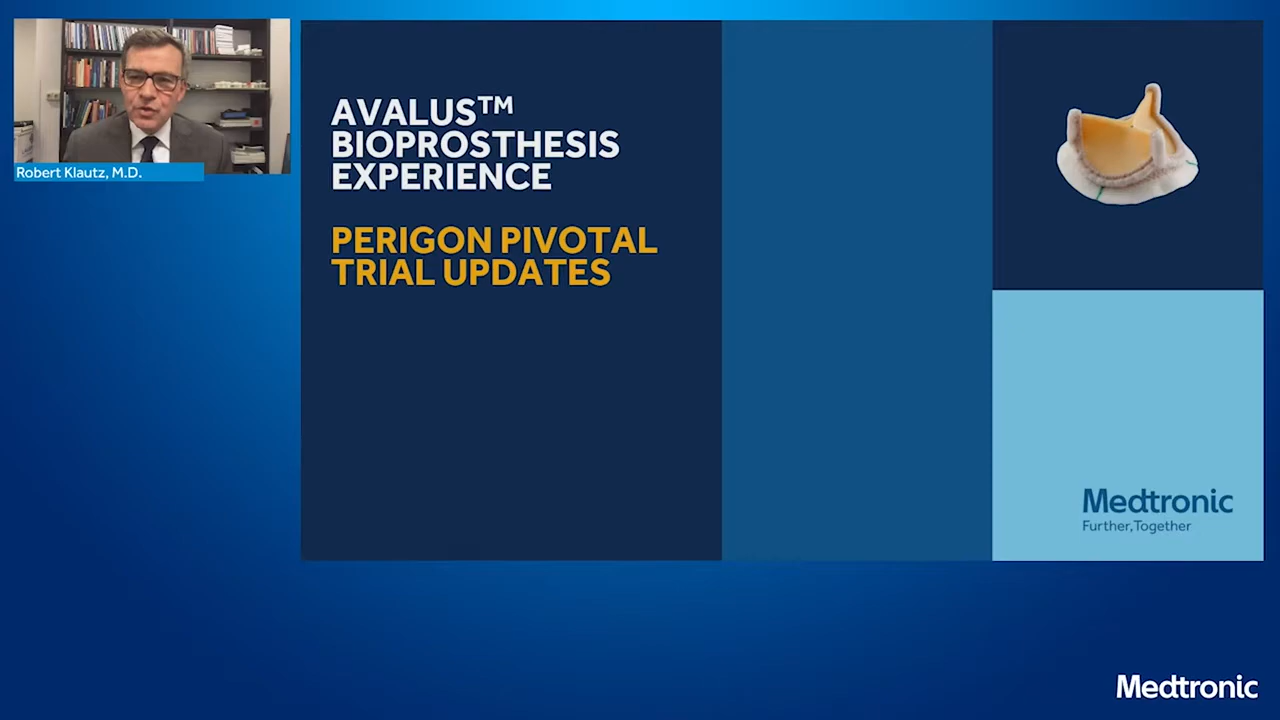 Robert Klautz, M.D.
AVALUS™
BIOPROSTHESIS
EXPERIENCE
PERIGON PIVOTAL
TRIAL UPDATES
Medtronic
Further, Together
Medtronic